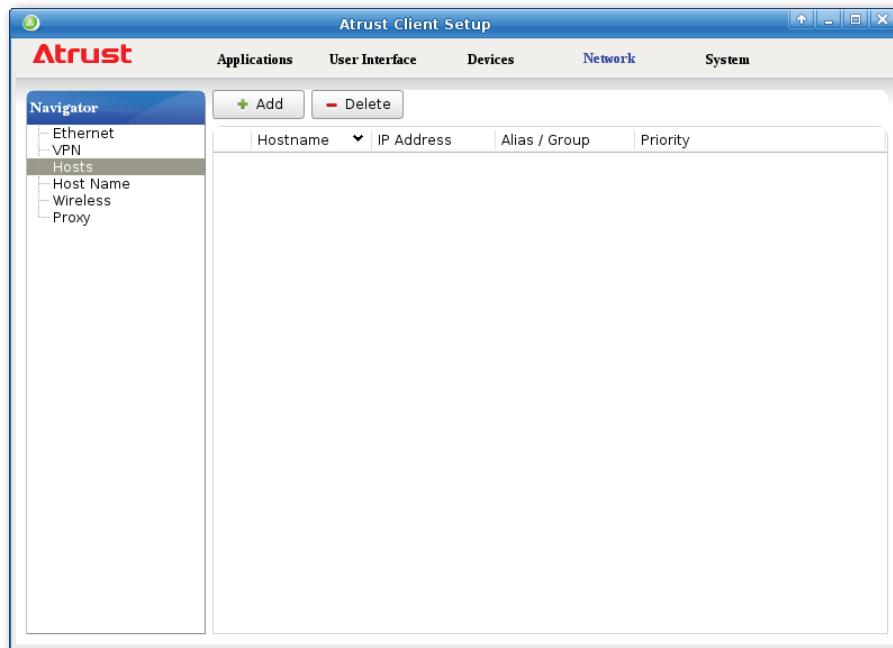 Atrust Client Setup
Atrust
Applications User Interface Devices Network System
Navigator
Ethernet
VPN
Hosts
Host Name
Wireless
Proxy
Add Delete
Hostname IP Address Alias / Group Priority